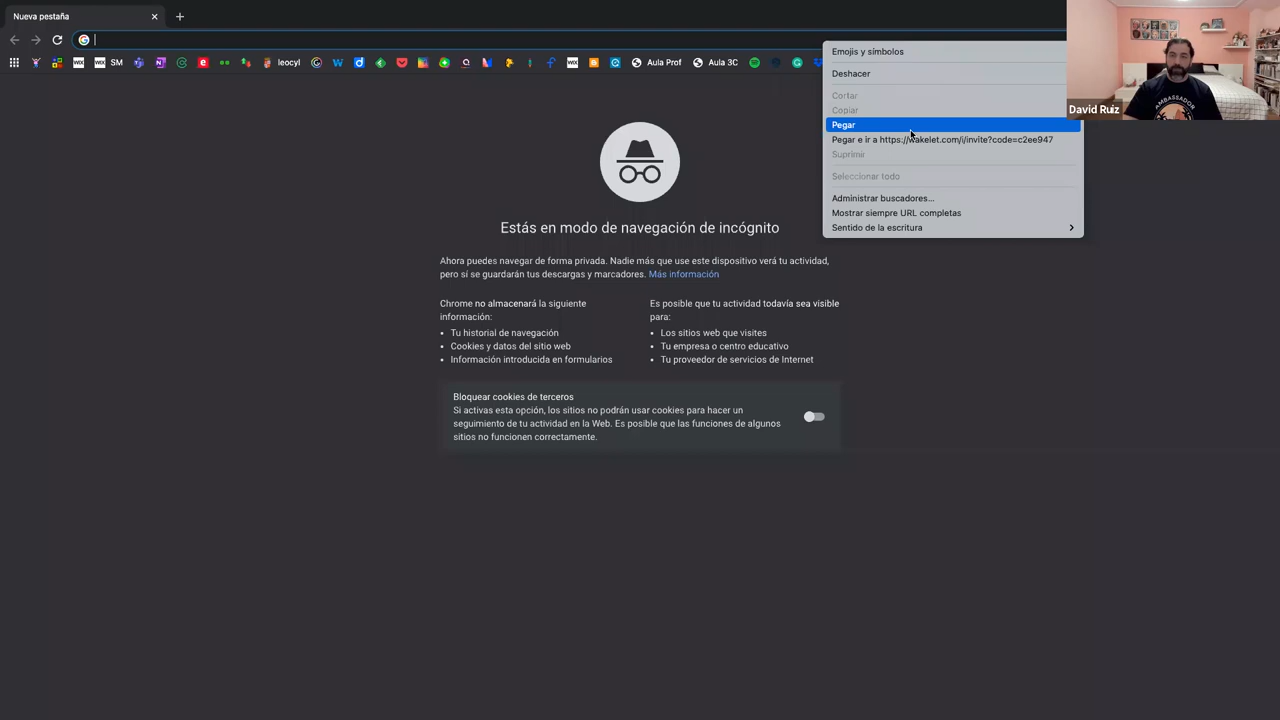 Nueva pestaña
SM
leocyl
Aula Prof
Aula 3C
Emojis y símbolos
Deshacer
Cortar
Copiar
Pegar
Pegar e ir a https://wakelet.com/i/invite?code=c2ee947
Suprimir
Seleccionar todo
Administrar buscadores...
Mostrar siempre URL completas
Sentido de la escritura
AMBASSADOR
David Ruiz
Estás en modo de navegación de incógnito
Ahora puedes navegar de forma privada. Nadie más que use este dispositivo verá tu actividad,
pero sí se guardarán tus descargas y marcadores. Más información
Chrome no almacenará la siguiente
información:
• Tu historial de navegación
• Cookies y datos del sitio web
• Información introducida en formularios
Es posible que tu actividad todavía sea visible
para:
• Los sitios web que visites
• Tu empresa o centro educativo
• Tu proveedor de servicios de Internet
Bloquear cookies de terceros
Si activas esta opción, los sitios no podrán usar cookies para hacer un
seguimiento de tu actividad en la Web. Es posible que las funciones de algunos
sitios no funcionen correctamente.